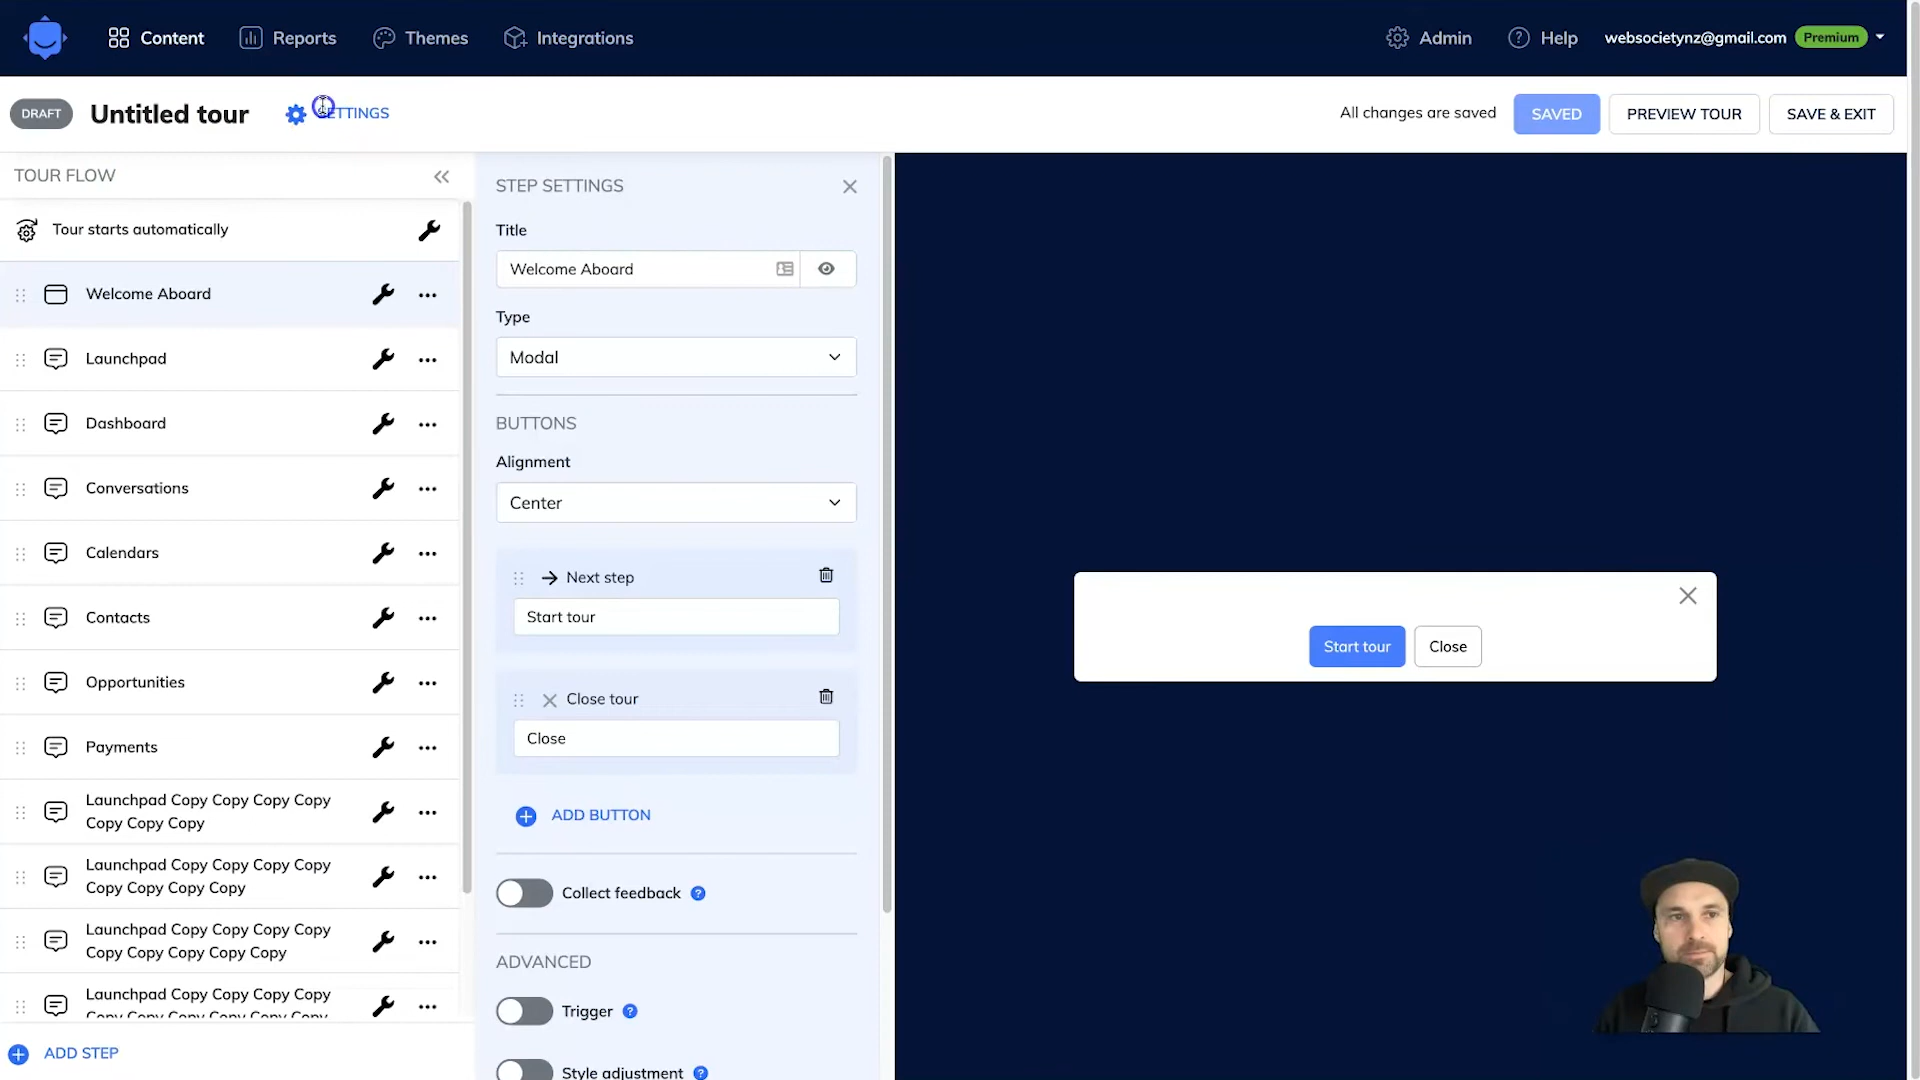 Content
Reports
Themes
Integrations
Admin
Help
websocietynz@gmail.com
Premium
DRAFT
Untitled tour
SETTINGS
All changes are saved
SAVED
PREVIEW TOUR
SAVE & EXIT
TOUR FLOW
Tour starts automatically
Welcome Aboard
Launchpad
Dashboard
Conversations
Calendars
Contacts
Opportunities
Payments
Launchpad Copy Copy Copy Copy
Copy Copy Copy
Launchpad Copy Copy Copy Copy
Copy Copy Copy Copy
Launchpad Copy Copy Copy Copy
Copy Copy Copy Copy Copy
Launchpad Copy Copy Copy Copy
Copy Copy Copy Copy Copy Copy
ADD STEP
STEP SETTINGS
Title
Welcome Aboard
Type
Modal
BUTTONS
Alignment
Center
Next step
Start tour
Close tour
Close
ADD BUTTON
Collect feedback
ADVANCED
Trigger
Style adjustment
Start tour
Close